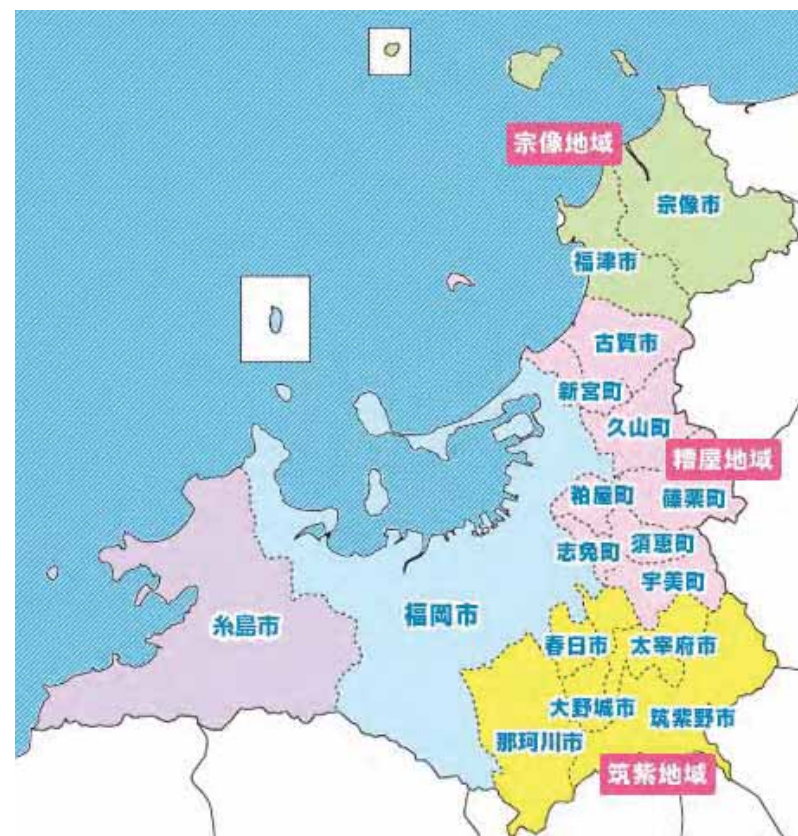 宗像地域
宗像市
福津市
古賀市
新宮町
久山町
糟屋地域
粕屋町
篠栗町
志免町
須恵町
宇美町
糸島市
福岡市
春日市
太宰府市
大野城市
筑紫野市
那珂川市
筑紫地域